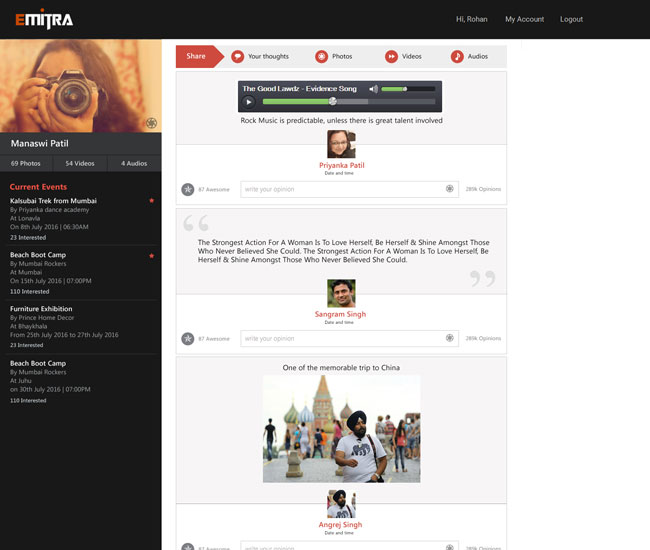 EMITRA
Hi, Rohan
My Account
Logout
Manaswi Patil
69 Photos
54 Videos
4 Audios
Current Events
Kalsubai Trek from Mumbai
By Priyanka dance academy
At Lonavla
On 8th July 2016 | 06:30AM
23 Interested
Beach Boot Camp
By Mumbai Rockers
At Mumbai
On 15th July 2016 | 07:00PM
110 Interested
Furniture Exhibition
By Prince Home Decor
At Bhaykhala
From 25th July 2016 to 27th July 2016
23 Interested
Beach Boot Camp
By Mumbai Rockers
At Juhu
on 30th July 2016 | 07:00PM
110 Interested
Share
Your thoughts
Photos
Videos
Audios
The Good Lawdz - Evidence Song
Rock Music is predictable, unless there is great talent involved
Priyanka Patil
Date and time
87 Awesome
write your opinion
289k Opinions
“
The Strongest Action For A Woman Is To Love Herself, Be Herself & Shine Amongst Those
Who Never Believed She Could. The Strongest Action For A Woman Is To Love Herself, Be
Herself & Shine Amongst Those Who Never Believed She Could.
”
Sangram Singh
Date and time
87 Awesome
write your opinion
289k Opinions
One of the memorable trip to China
Angrej Singh
Date and time
87 Awesome
write your opinion
289k Opinions